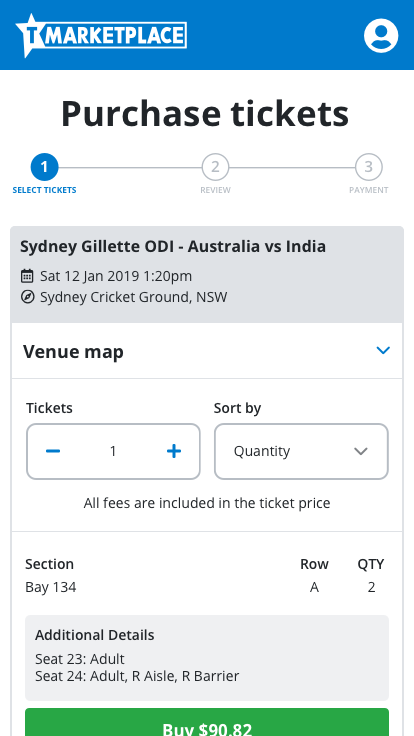 TMARKETPLACE
Purchase tickets
1 2 3
SELECT TICKETS REVIEW PAYMENT
Sydney Gillette ODI - Australia vs India
Sat 12 Jan 2019 1:20pm
Sydney Cricket Ground, NSW
Venue map
Tickets Sort by
1 Quantity
All fees are included in the ticket price
Section Row QTY
Bay 134 A 2
Additional Details
Seat 23: Adult
Seat 24: Adult, R Aisle, R Barrier
Buy $90.82